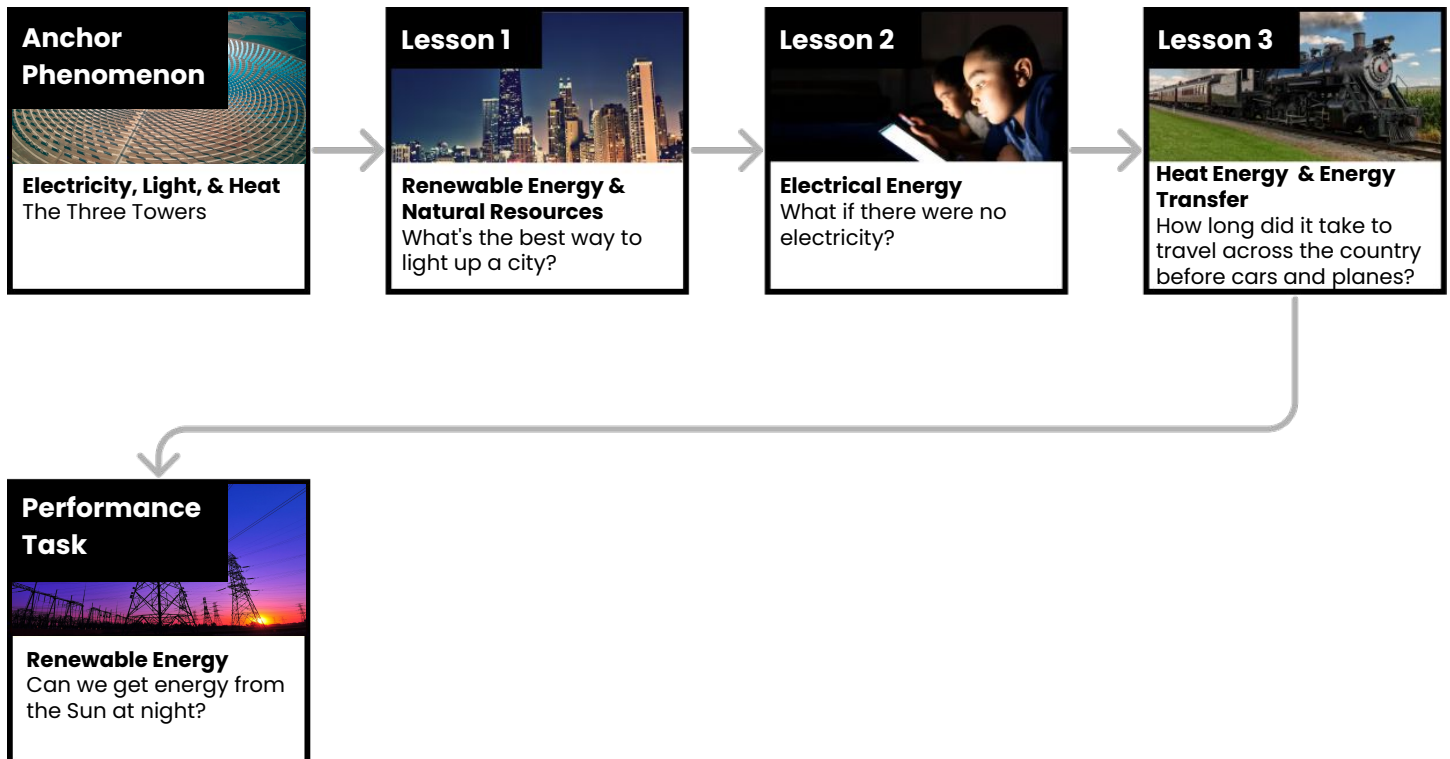 Anchor
Phenomenon
Electricity, Light, & Heat
The Three Towers
Lesson 1
Renewable Energy &
Natural Resources
What's the best way to
light up a city?
Lesson 2
Electrical Energy
What if there were no
electricity?
Lesson 3
Heat Energy & Energy
Transfer
How long did it take to
travel across the country
before cars and planes?
Performance
Task
Renewable Energy
Can we get energy from
the Sun at night?